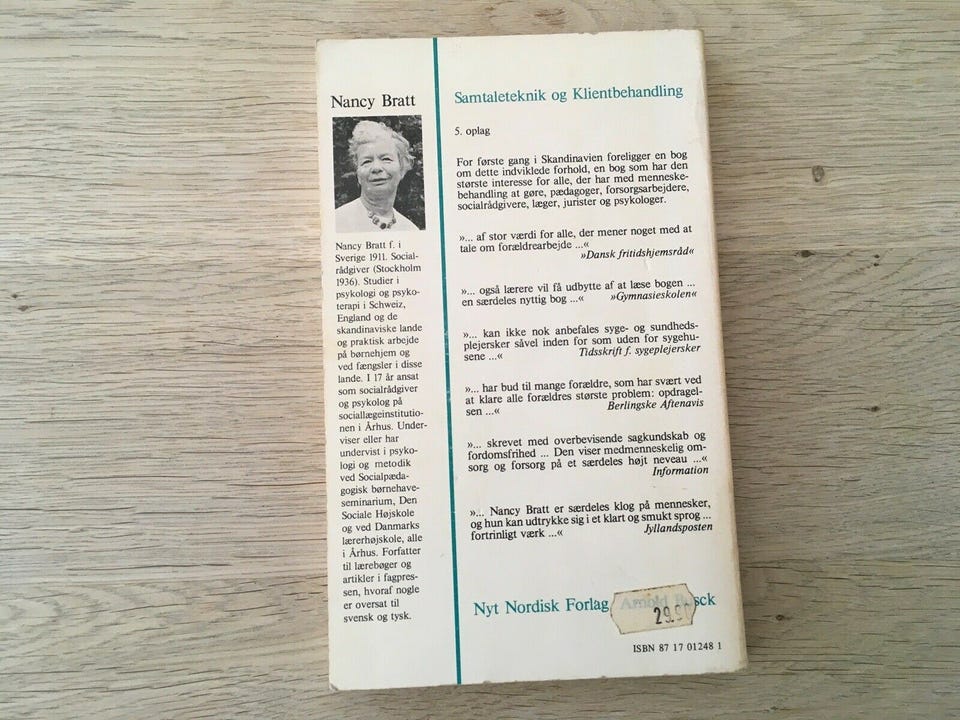 Nancy Bratt
Nancy Bratt f. i
Sverige 1911. Social-
rådgiver (Stockholm
1936). Studier i
psykologi og psyko-
terapi i Schweiz,
England og de
skandinaviske lande
og praktisk arbejde
på børnehjem og
ved fængsler i disse
lande. I 17 år ansat
som socialrådgiver
og psykolog på
sociallægeinstitutio-
nen i Århus. Under-
viser eller har
undervist i psyko-
logi og metodik
ved Socialpæda-
gogisk børnehave-
seminarium, Den
Sociale Højskole
og ved Danmarks
lærerhøjskole, alle
i Århus. Forfatter
til lærebøger og
artikler i fagpres-
sen, hvoraf nogle
er oversat til
svensk og tysk.
Samtaleteknik og Klientbehandling
5. oplag
For første gang i Skandinavien foreligger en bog
om dette indviklede forhold, en bog som har den
største interesse for alle, der har med menneske-
behandling at gøre, pædagoger, forsorgsarbejdere,
socialrådgivere, læger, jurister og psykologer.
»... af stor værdi for alle, der mener noget med at
tale om forældrearbejde ...«
»Dansk fritidshjemsråd«
»... også lærere vil få udbytte af at læse bogen ...
en særdeles nyttig bog ...« »Gymnasieskolen«
»... kan ikke nok anbefales syge- og sundheds-
plejersker såvel inden for som uden for sygehu-
sene ...« Tidsskrift f. sygeplejersker
»... har bud til mange forældre, som har svært ved
at klare alle forældres største problem: opdragel-
sen ...« Berlingske Aftenavis
»... skrevet med overbevisende sagkundskab og
fordomsfrihed ... Den viser medmenneskelig om-
sorg og forsorg på et særdeles højt neveau ...«
Information
»... Nancy Bratt er særdeles klog på mennesker,
og hun kan udtrykke sig i et klart og smukt sprog ...
fortrinligt værk ...« Jyllandsposten
Nyt Nordisk Forlag Arnold Busck
ISBN 87 17 01248 1